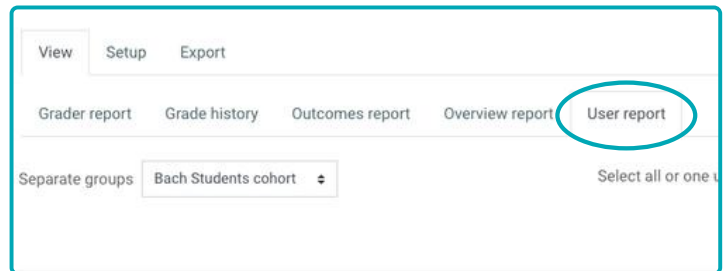 View Setup Export
Grader report Grade history Outcomes report Overview report User report
Separate groups Bach Students cohort Select all or one